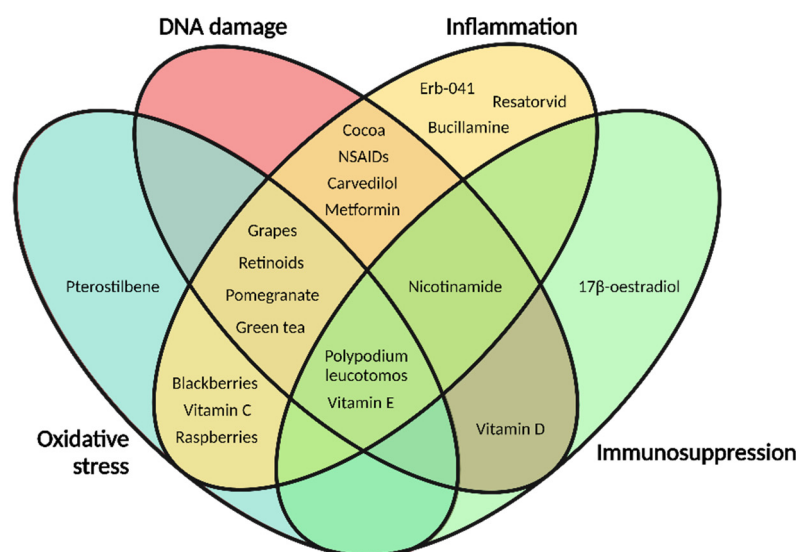 DNA damage
Inflammation
Erb-041
Resatorvid
Bucillamine
Cocoa
NSAIDs
Carvedilol
Metformin
Grapes
Retinoids
Pomegranate
Green tea
Pterostilbene
Nicotinamide
17β-oestradiol
Polypodium
leucotomos
Vitamin E
Blackberries
Vitamin C
Raspberries
Vitamin D
Oxidative
stress
Immunosuppression